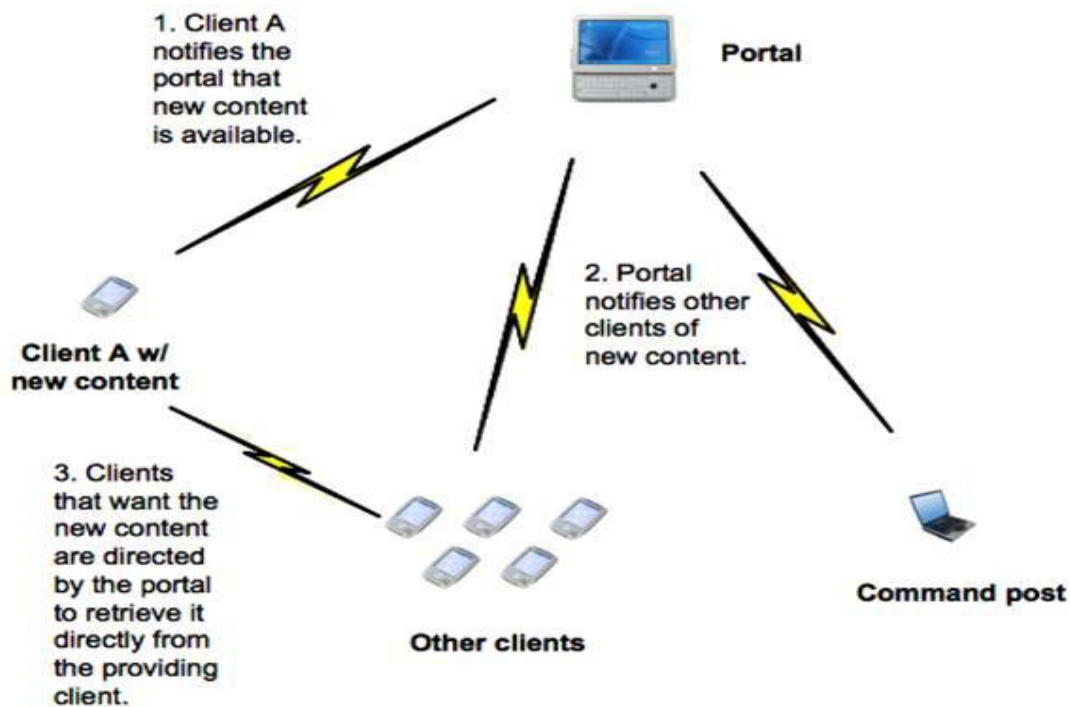 1. Client A
notifies the
portal that
new content
is available.
Portal
2. Portal
notifies other
clients of
new content.
Client A w/
new content
3. Clients
that want the
new content
are directed
by the portal
to retrieve it
directly from
the providing
client.
Other clients
Command post